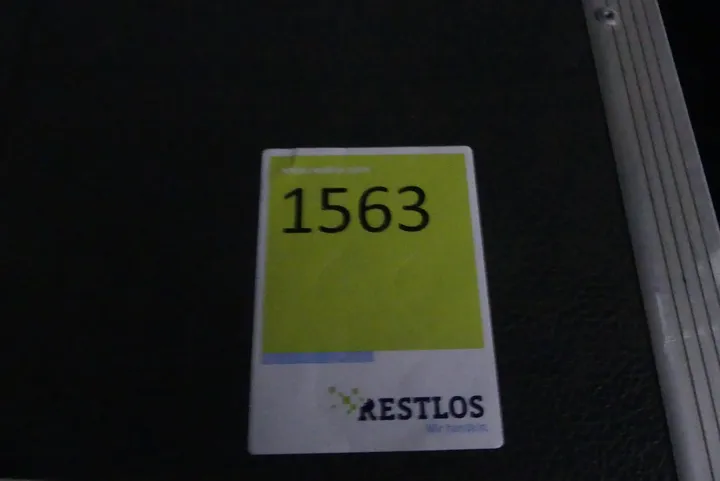 1563
RESTLOS
Wir handeln.